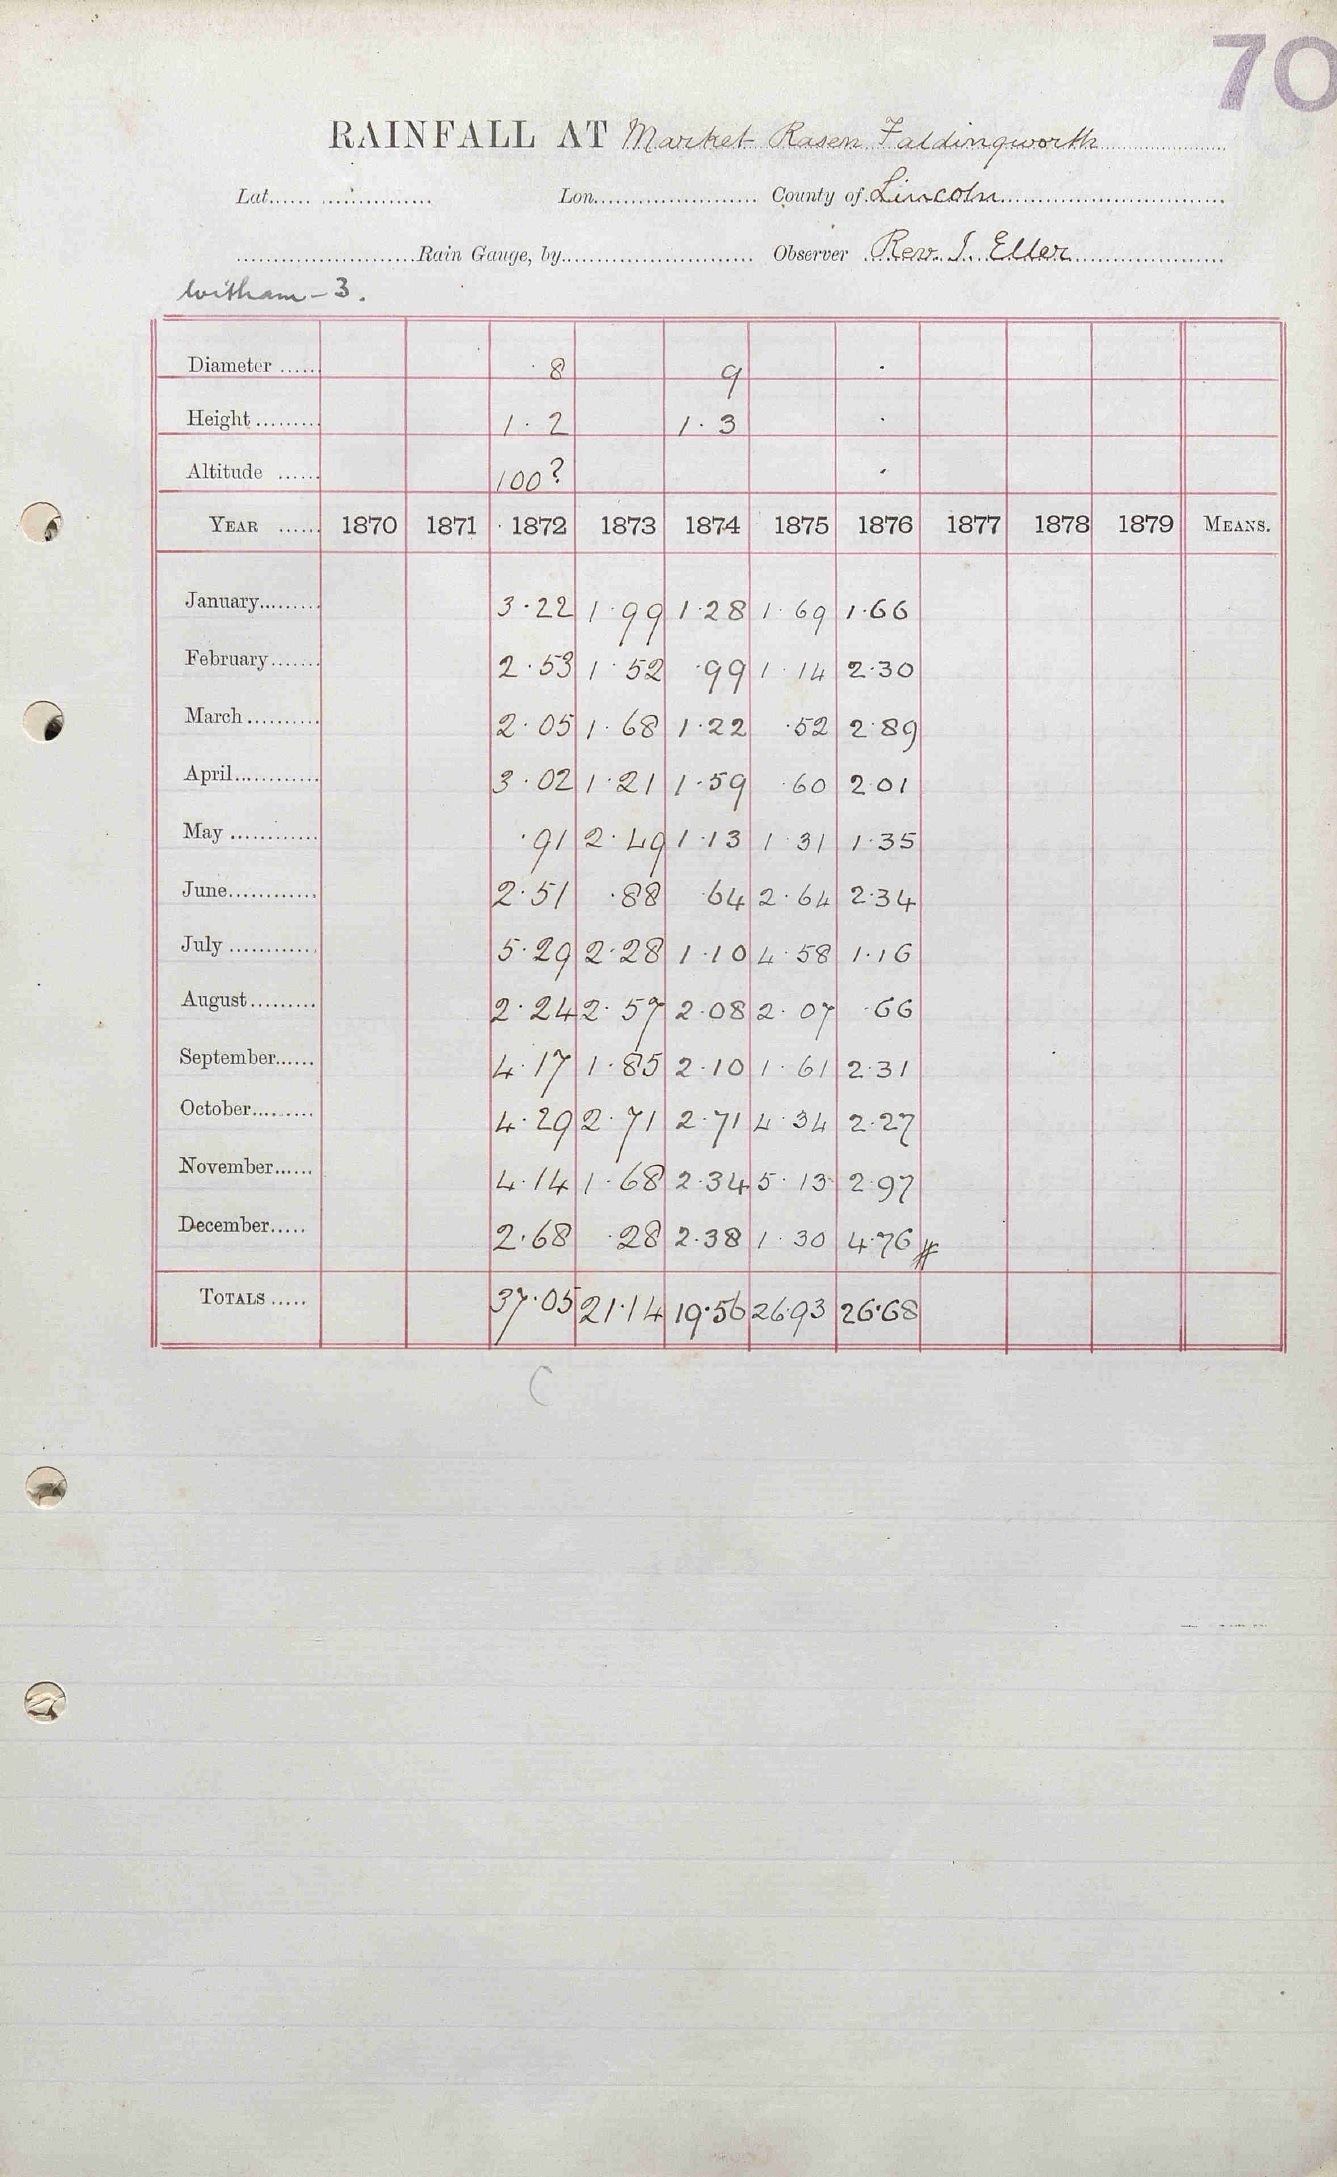 70
RAINFALL AT Market Rasen Faldingworth
Lat. Lon. County of Lincoln
Rain Gauge, by Observer Rev. I. Eller
Witham – 3.
Diameter 8 9 ·
Height 1·2 1·3 ·
Altitude 100? ·
YEAR 1870 1871 1872 1873 1874 1875 1876 1877 1878 1879 MEANS.
January 3·22 1·99 1·28 1·69 1·66
February 2·53 1·52 ·99 1·14 2·30
March 2·05 1·68 1·22 ·52 2·89
April 3·02 1·21 1·59 ·60 2·01
May ·91 2·49 1·13 1·31 1·35
June 2·51 ·88 ·64 2·64 2·34
July 5·29 2·28 1·10 4·58 1·16
August 2·24 2·57 2·08 2·07 ·66
September 4·17 1·85 2·10 1·61 2·31
October 4·29 2·71 2·71 4·34 2·27
November 4·14 1·68 2·34 5·13 2·97
December 2·68 ·28 2·38 1·30 4·76 #
TOTALS 37·05 21·14 19·56 26·93 26·68
C